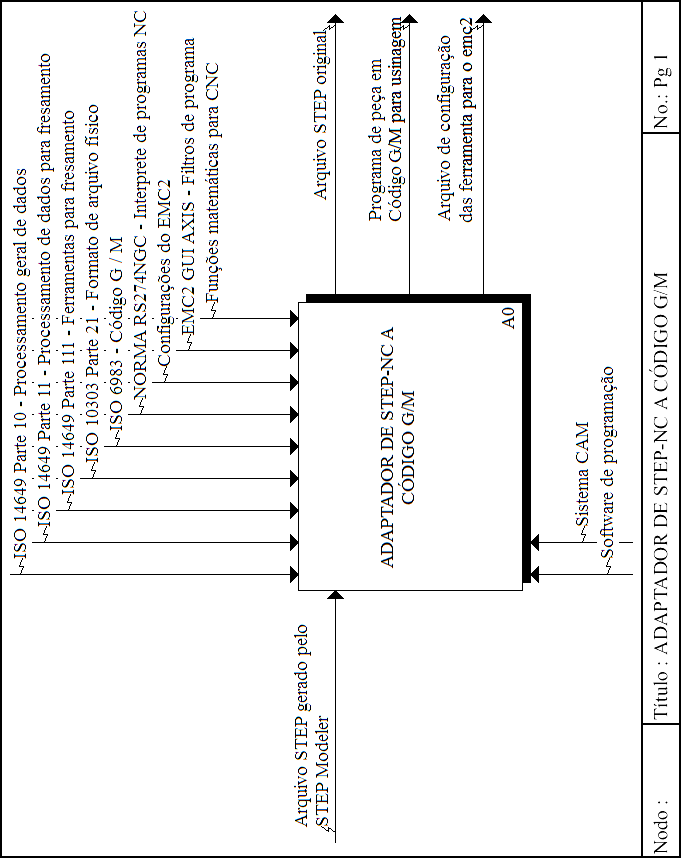 ISO 14649 Parte 10 - Processamento geral de dados
ISO 14649 Parte 11 - Processamento de dados para fresamento
ISO 14649 Parte 111 - Ferramentas para fresamento
ISO 10303 Parte 21 - Formato de arquivo físico
ISO 6983 - Código G / M
NORMA RS274NGC - Interprete de programas NC
Configurações do EMC2
EMC2 GUI AXIS - Filtros de programa
Funções matemáticas para CNC
Arquivo STEP gerado pelo
STEP Modeler
ADAPTADOR DE STEP-NC A
CÓDIGO G/M
A0
Arquivo STEP original
Programa de peça em
Código G/M para usinagem
Arquivo de configuração
das ferramenta para o emc2
Sistema CAM
Software de programação
Nodo :
Título : ADAPTADOR DE STEP-NC A CÓDIGO G/M
No.: Pg 1